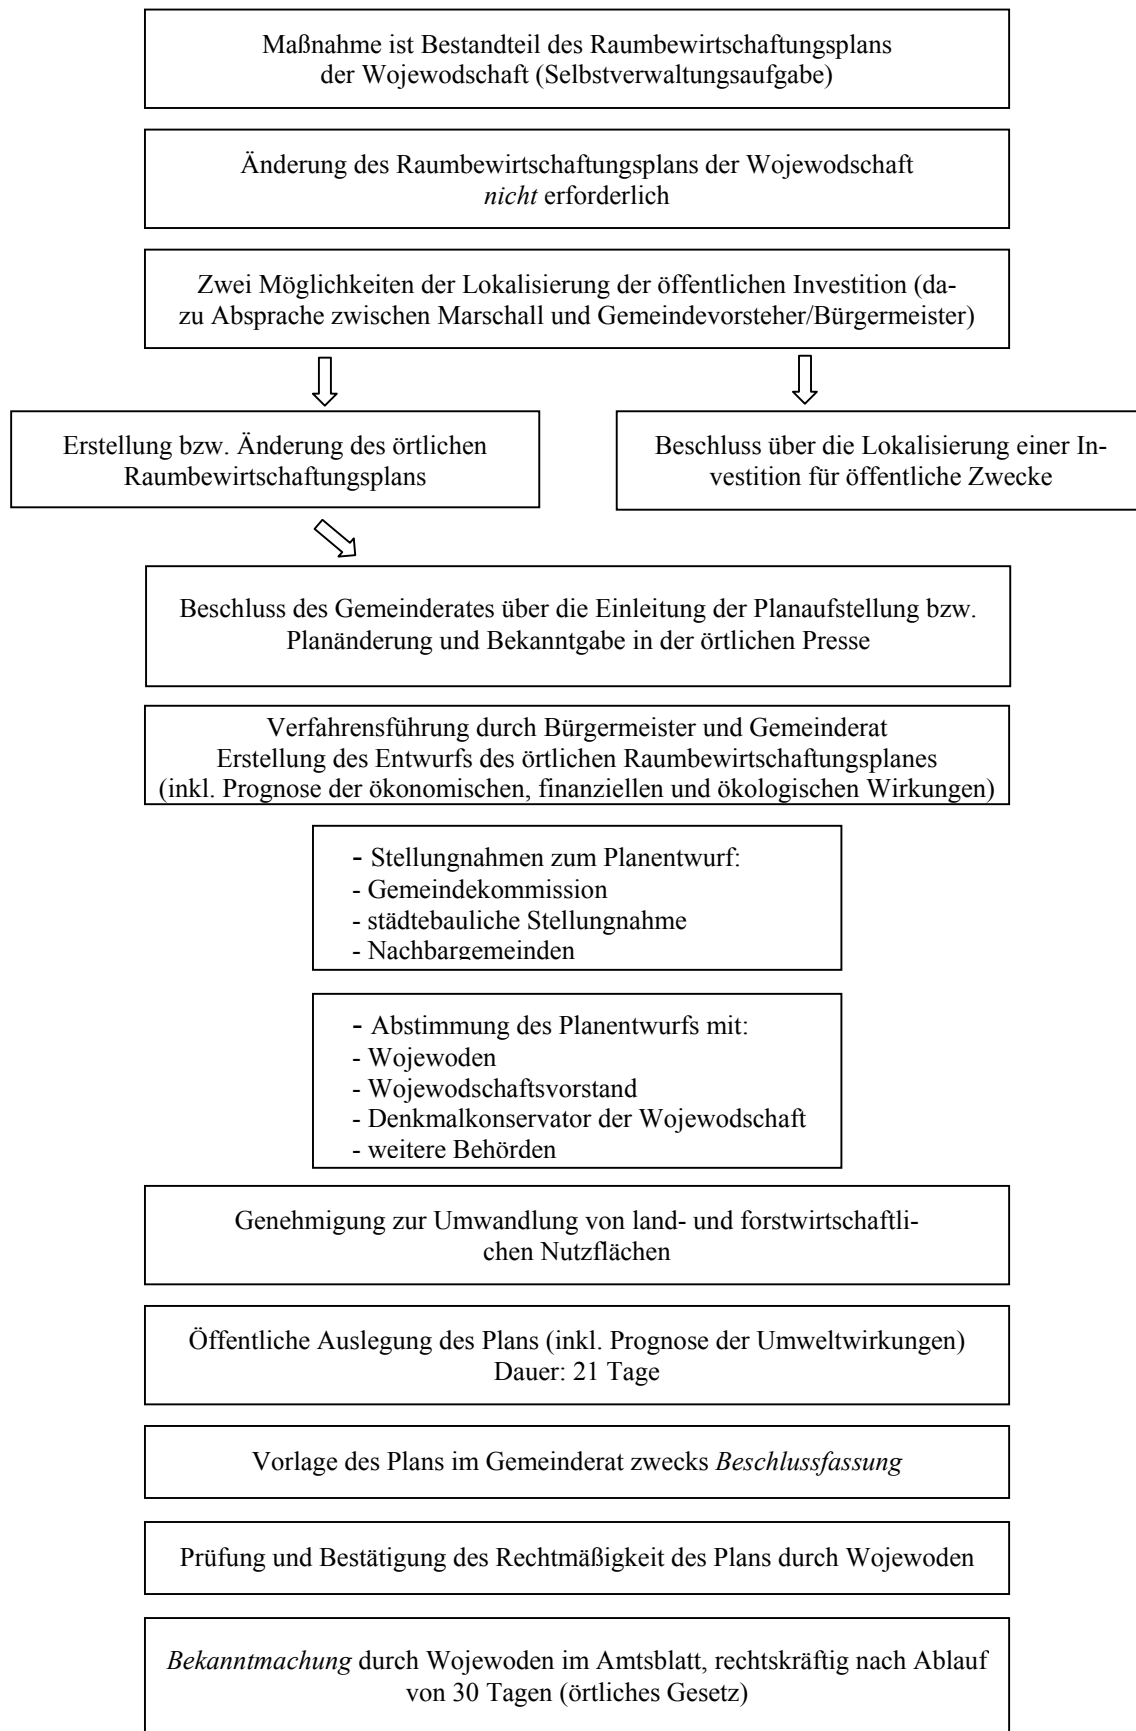 Maßnahme ist Bestandteil des Raumbewirtschaftungsplans
der Wojewodschaft (Selbstverwaltungsaufgabe)
Änderung des Raumbewirtschaftungsplans der Wojewodschaft
nicht erforderlich
Zwei Möglichkeiten der Lokalisierung der öffentlichen Investition (da-
zu Absprache zwischen Marschall und Gemeindevorsteher/Bürgermeister)
Erstellung bzw. Änderung des örtlichen
Raumbewirtschaftungsplans
Beschluss über die Lokalisierung einer In-
vestition für öffentliche Zwecke
Beschluss des Gemeinderates über die Einleitung der Planaufstellung bzw.
Planänderung und Bekanntgabe in der örtlichen Presse
Verfahrensführung durch Bürgermeister und Gemeinderat
Erstellung des Entwurfs des örtlichen Raumbewirtschaftungsplanes
(inkl. Prognose der ökonomischen, finanziellen und ökologischen Wirkungen)
- Stellungnahmen zum Planentwurf:
- Gemeindekommission
- städtebauliche Stellungnahme
- Nachbargemeinden
- Abstimmung des Planentwurfs mit:
- Wojewoden
- Wojewodschaftsvorstand
- Denkmalkonservator der Wojewodschaft
- weitere Behörden
Genehmigung zur Umwandlung von land- und forstwirtschaftli-
chen Nutzflächen
Öffentliche Auslegung des Plans (inkl. Prognose der Umweltwirkungen)
Dauer: 21 Tage
Vorlage des Plans im Gemeinderat zwecks Beschlussfassung
Prüfung und Bestätigung des Rechtmäßigkeit des Plans durch Wojewoden
Bekanntmachung durch Wojewoden im Amtsblatt, rechtskräftig nach Ablauf
von 30 Tagen (örtliches Gesetz)